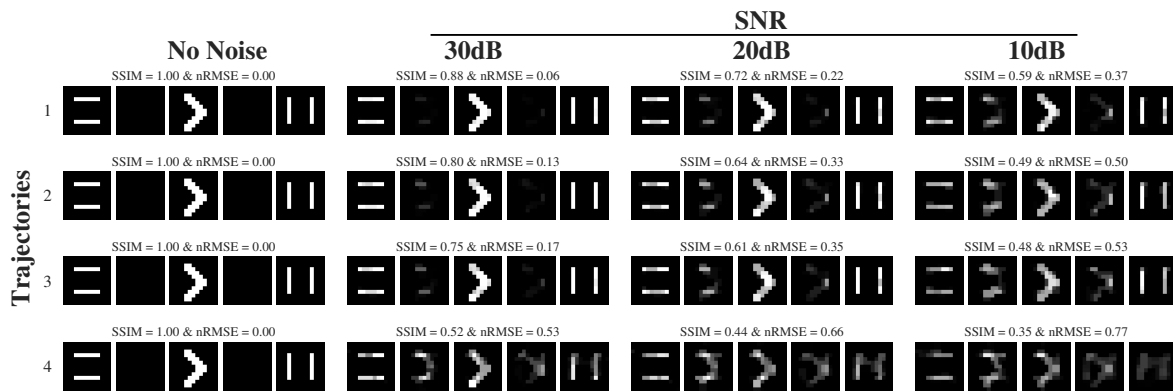 SNR
No Noise 30dB 20dB 10dB
SSIM = 1.00 & nRMSE = 0.00 SSIM = 0.88 & nRMSE = 0.06 SSIM = 0.72 & nRMSE = 0.22 SSIM = 0.59 & nRMSE = 0.37
1
SSIM = 1.00 & nRMSE = 0.00 SSIM = 0.80 & nRMSE = 0.13 SSIM = 0.64 & nRMSE = 0.33 SSIM = 0.49 & nRMSE = 0.50
2
Trajectories
SSIM = 1.00 & nRMSE = 0.00 SSIM = 0.75 & nRMSE = 0.17 SSIM = 0.61 & nRMSE = 0.35 SSIM = 0.48 & nRMSE = 0.53
3
SSIM = 1.00 & nRMSE = 0.00 SSIM = 0.52 & nRMSE = 0.53 SSIM = 0.44 & nRMSE = 0.66 SSIM = 0.35 & nRMSE = 0.77
4